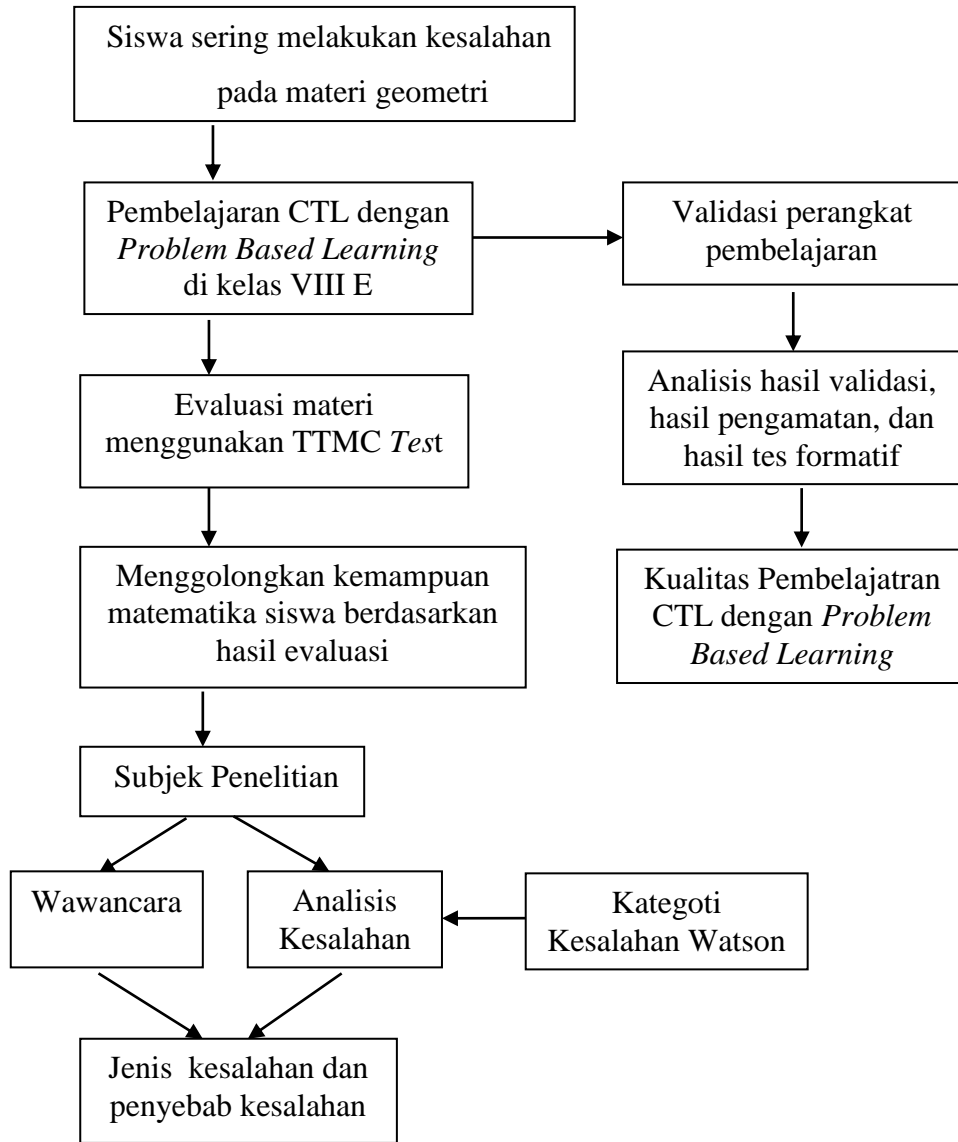 Siswa sering melakukan kesalahan
pada materi geometri
Pembelajaran CTL dengan
Problem Based Learning
di kelas VIII E
Validasi perangkat
pembelajaran
Evaluasi materi
menggunakan TTMC Test
Analisis hasil validasi,
hasil pengamatan, dan
hasil tes formatif
Menggolongkan kemampuan
matematika siswa berdasarkan
hasil evaluasi
Kualitas Pembelajatran
CTL dengan Problem
Based Learning
Subjek Penelitian
Wawancara
Analisis
Kesalahan
Kategoti
Kesalahan Watson
Jenis kesalahan dan
penyebab kesalahan